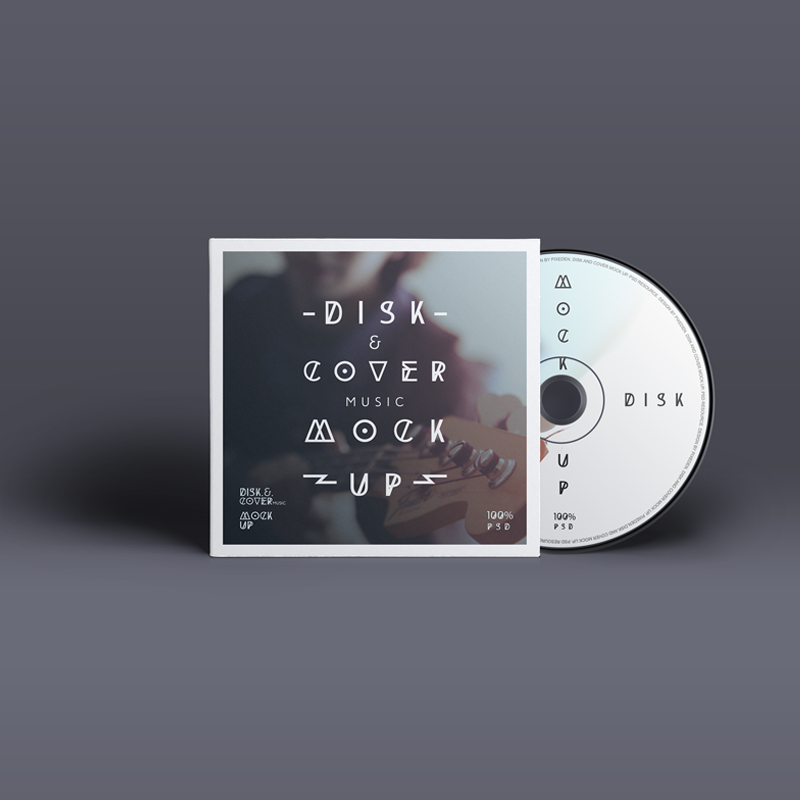 -DISK-
&
COVER
MUSIC
MOCK
UP
DISK.&.
COVER MUSIC
MOCK
UP
100%
PSD
MOCK
UP
DISK
100%
PSD